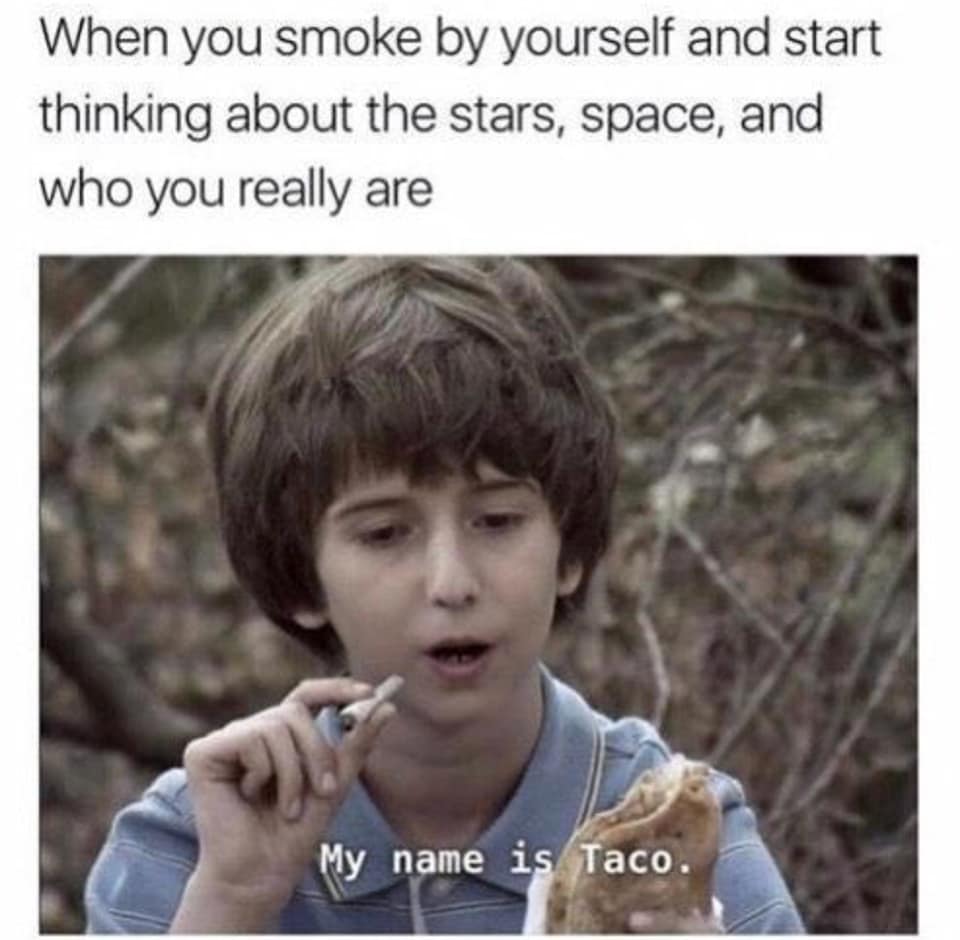 When you smoke by yourself and start
thinking about the stars, space, and
who you really are
My name is Taco.